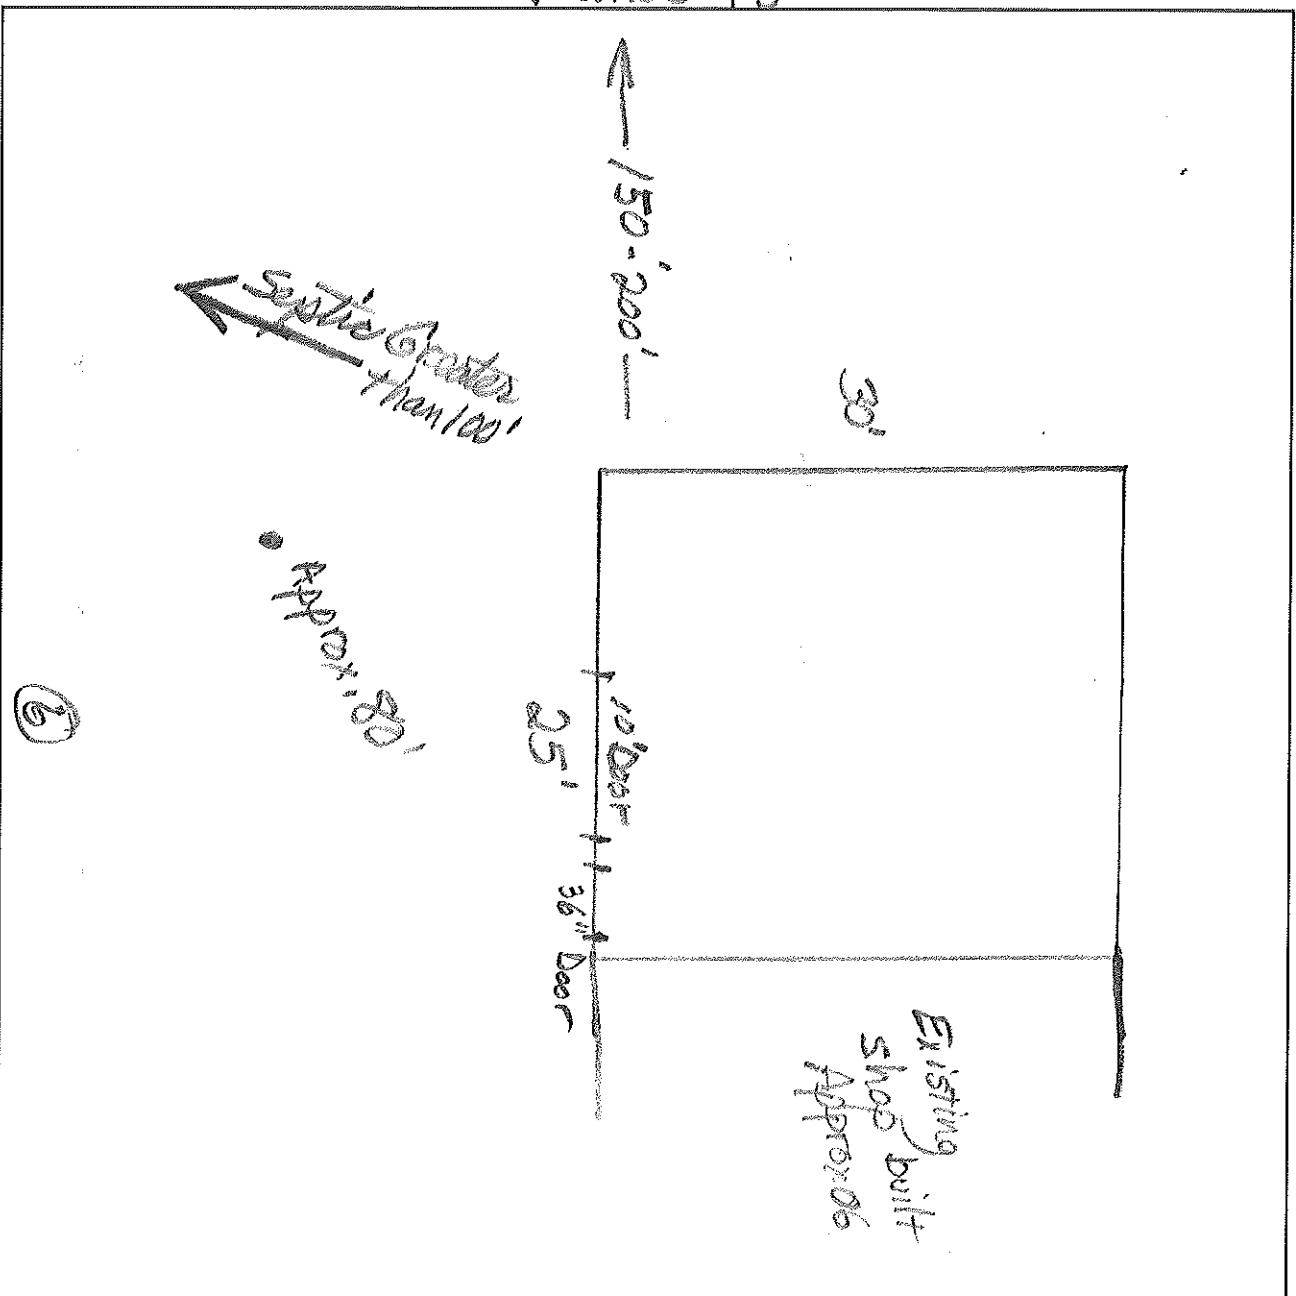 Existing
shop built
Approx 06
30'
← 150-200' —
10' Door
25'
36" Door
Septic Greater
than 100'
Approx. 80'
6